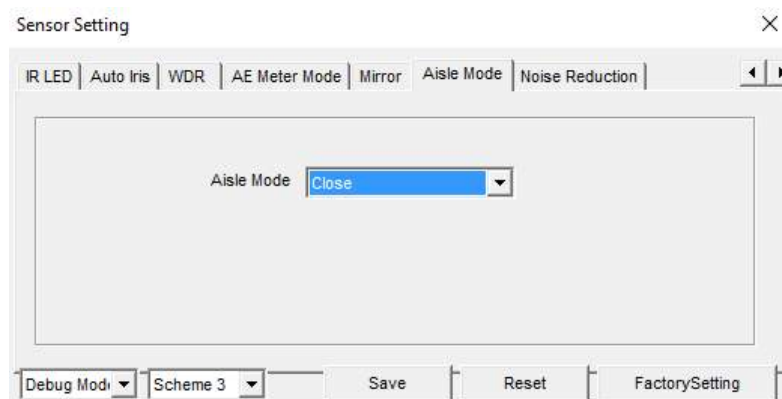 Sensor Setting
IR LED Auto Iris WDR AE Meter Mode Mirror Aisle Mode Noise Reduction
Aisle Mode Close
Debug Mod Scheme 3 Save Reset FactorySetting